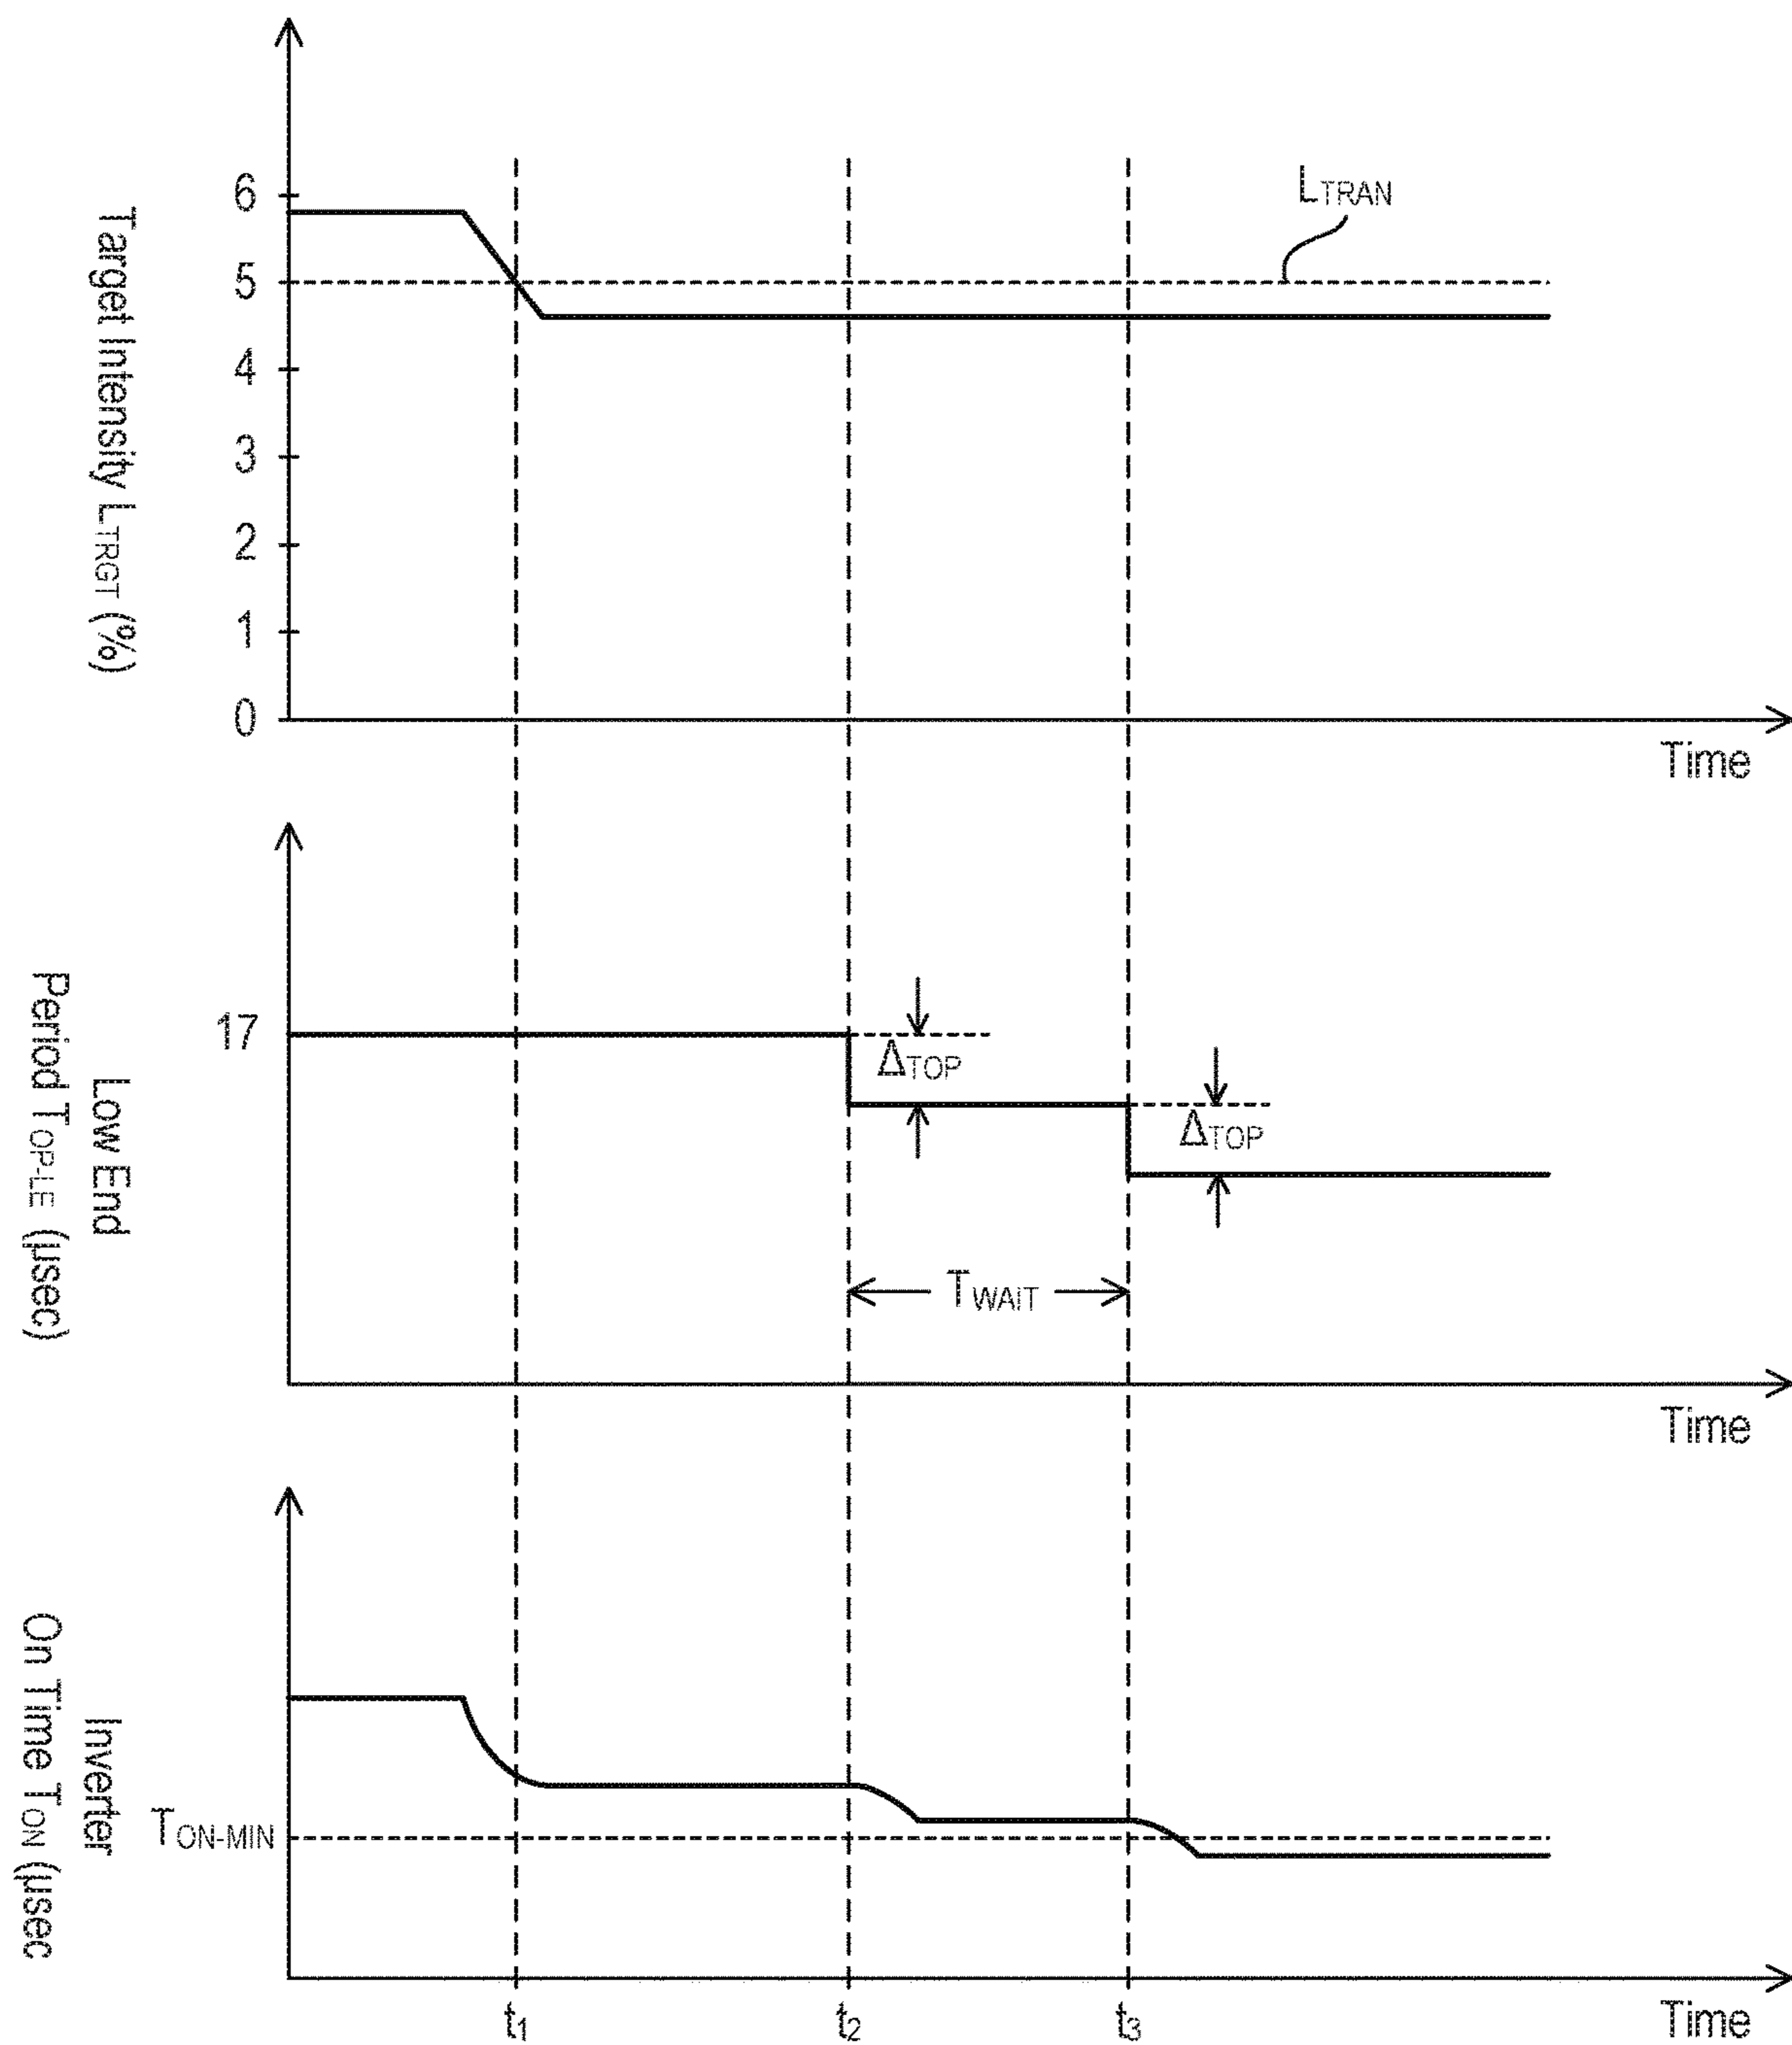 Target Intensity LTRGT (%)
6
5
4
3
2
1
0
LTRAN
Time
Low End
Period TOP-LE (µsec)
17
ΔTOP
ΔTOP
TWAIT
Time
Inverter
On Time TON (µsec
TON-MIN
t1
t2
t3
Time